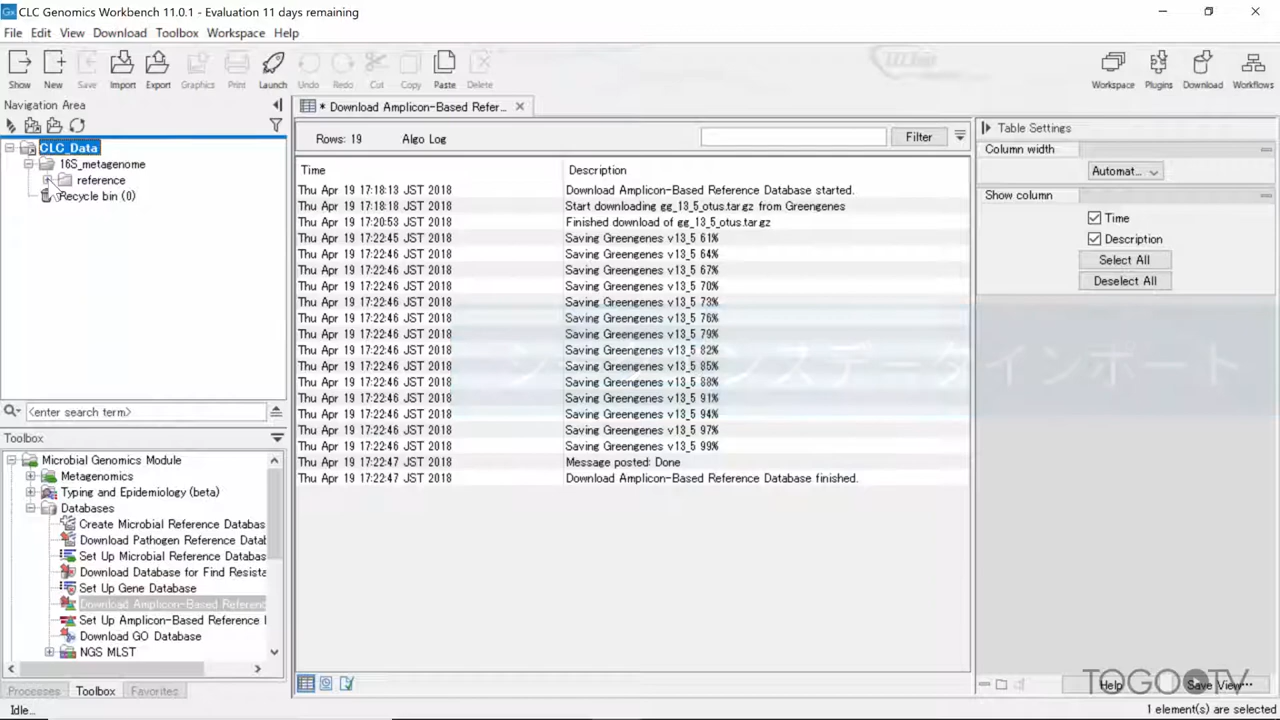 CLC Genomics Workbench 11.0.1 - Evaluation 11 days remaining
File Edit View Download Toolbox Workspace Help
Show New Save Import Export Graphics Print Launch Undo Redo Cut Copy Paste Delete Workspace Plugins Download Workflows
Navigation Area
CLC_Data
16S_metagenome
reference
Recycle bin (0)
<enter search term>
Toolbox
Microbial Genomics Module
Metagenomics
Typing and Epidemiology (beta)
Databases
Create Microbial Reference Databas
Download Pathogen Reference Datal
Set Up Microbial Reference Databas
Download Database for Find Resista
Set Up Gene Database
Download Amplicon-Based Referenc
Set Up Amplicon-Based Reference
Download GO Database
NGS MLST
Processes Toolbox Favorites
Idle...
* Download Amplicon-Based Refer...
Rows: 19 Algo Log Filter
Time Description
Thu Apr 19 17:18:13 JST 2018 Download Amplicon-Based Reference Database started.
Thu Apr 19 17:18:18 JST 2018 Start downloading gg_13_5_otus.tar.gz from Greengenes
Thu Apr 19 17:20:53 JST 2018 Finished download of gg_13_5_otus.tar.gz
Thu Apr 19 17:22:45 JST 2018 Saving Greengenes v13_5 61%
Thu Apr 19 17:22:46 JST 2018 Saving Greengenes v13_5 64%
Thu Apr 19 17:22:46 JST 2018 Saving Greengenes v13_5 67%
Thu Apr 19 17:22:46 JST 2018 Saving Greengenes v13_5 70%
Thu Apr 19 17:22:46 JST 2018 Saving Greengenes v13_5 73%
Thu Apr 19 17:22:46 JST 2018 Saving Greengenes v13_5 76%
Thu Apr 19 17:22:46 JST 2018 Saving Greengenes v13_5 79%
Thu Apr 19 17:22:46 JST 2018 Saving Greengenes v13_5 82%
Thu Apr 19 17:22:46 JST 2018 Saving Greengenes v13_5 85%
Thu Apr 19 17:22:46 JST 2018 Saving Greengenes v13_5 88%
Thu Apr 19 17:22:46 JST 2018 Saving Greengenes v13_5 91%
Thu Apr 19 17:22:46 JST 2018 Saving Greengenes v13_5 94%
Thu Apr 19 17:22:46 JST 2018 Saving Greengenes v13_5 97%
Thu Apr 19 17:22:46 JST 2018 Saving Greengenes v13_5 99%
Thu Apr 19 17:22:47 JST 2018 Message posted: Done
Thu Apr 19 17:22:47 JST 2018 Download Amplicon-Based Reference Database finished.
Table Settings
Column width
Automat...
Show column
Time
Description
Select All
Deselect All
ンスデータインポート
Help Save View...
TOGO TV
1 element(s) are selected